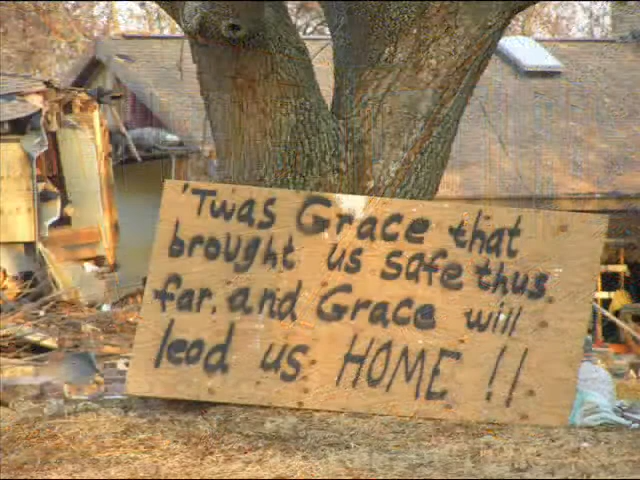 'Twas Grace that
brought us safe thus
far, and Grace will
lead us HOME !!